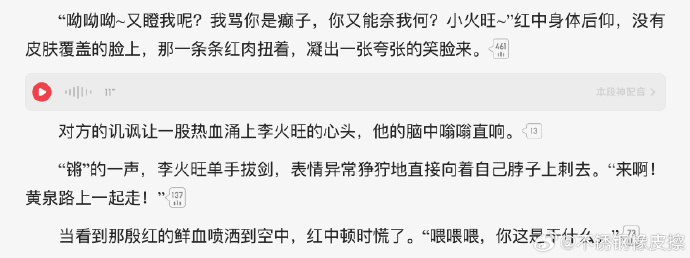 “呦呦呦~又瞪我呢？我骂你是癫子，你又能奈我何？小火旺~”红中身体后仰，没有
皮肤覆盖的脸上，那一条条红肉扭着，凝出一张夸张的笑脸来。 461
11"
本段神配音 >
对方的讥讽让一股热血涌上李火旺的心头，他的脑中嗡嗡直响。 13
“锵”的一声，李火旺单手拔剑，表情异常狰狞地直接向着自己脖子上刺去。“来啊！
黄泉路上一起走！” 137
当看到那殷红的鲜血喷洒到空中，红中顿时慌了。“喂喂喂，你这是干什么。” 73
@不锈钢橡皮擦